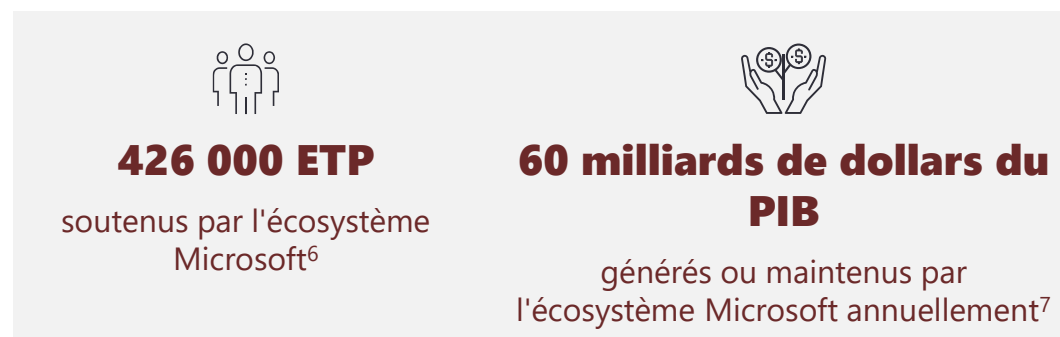 426 000 ETP
soutenus par l'écosystème
Microsoft⁶
60 milliards de dollars du
PIB
générés ou maintenus par
l'écosystème Microsoft annuellement⁷